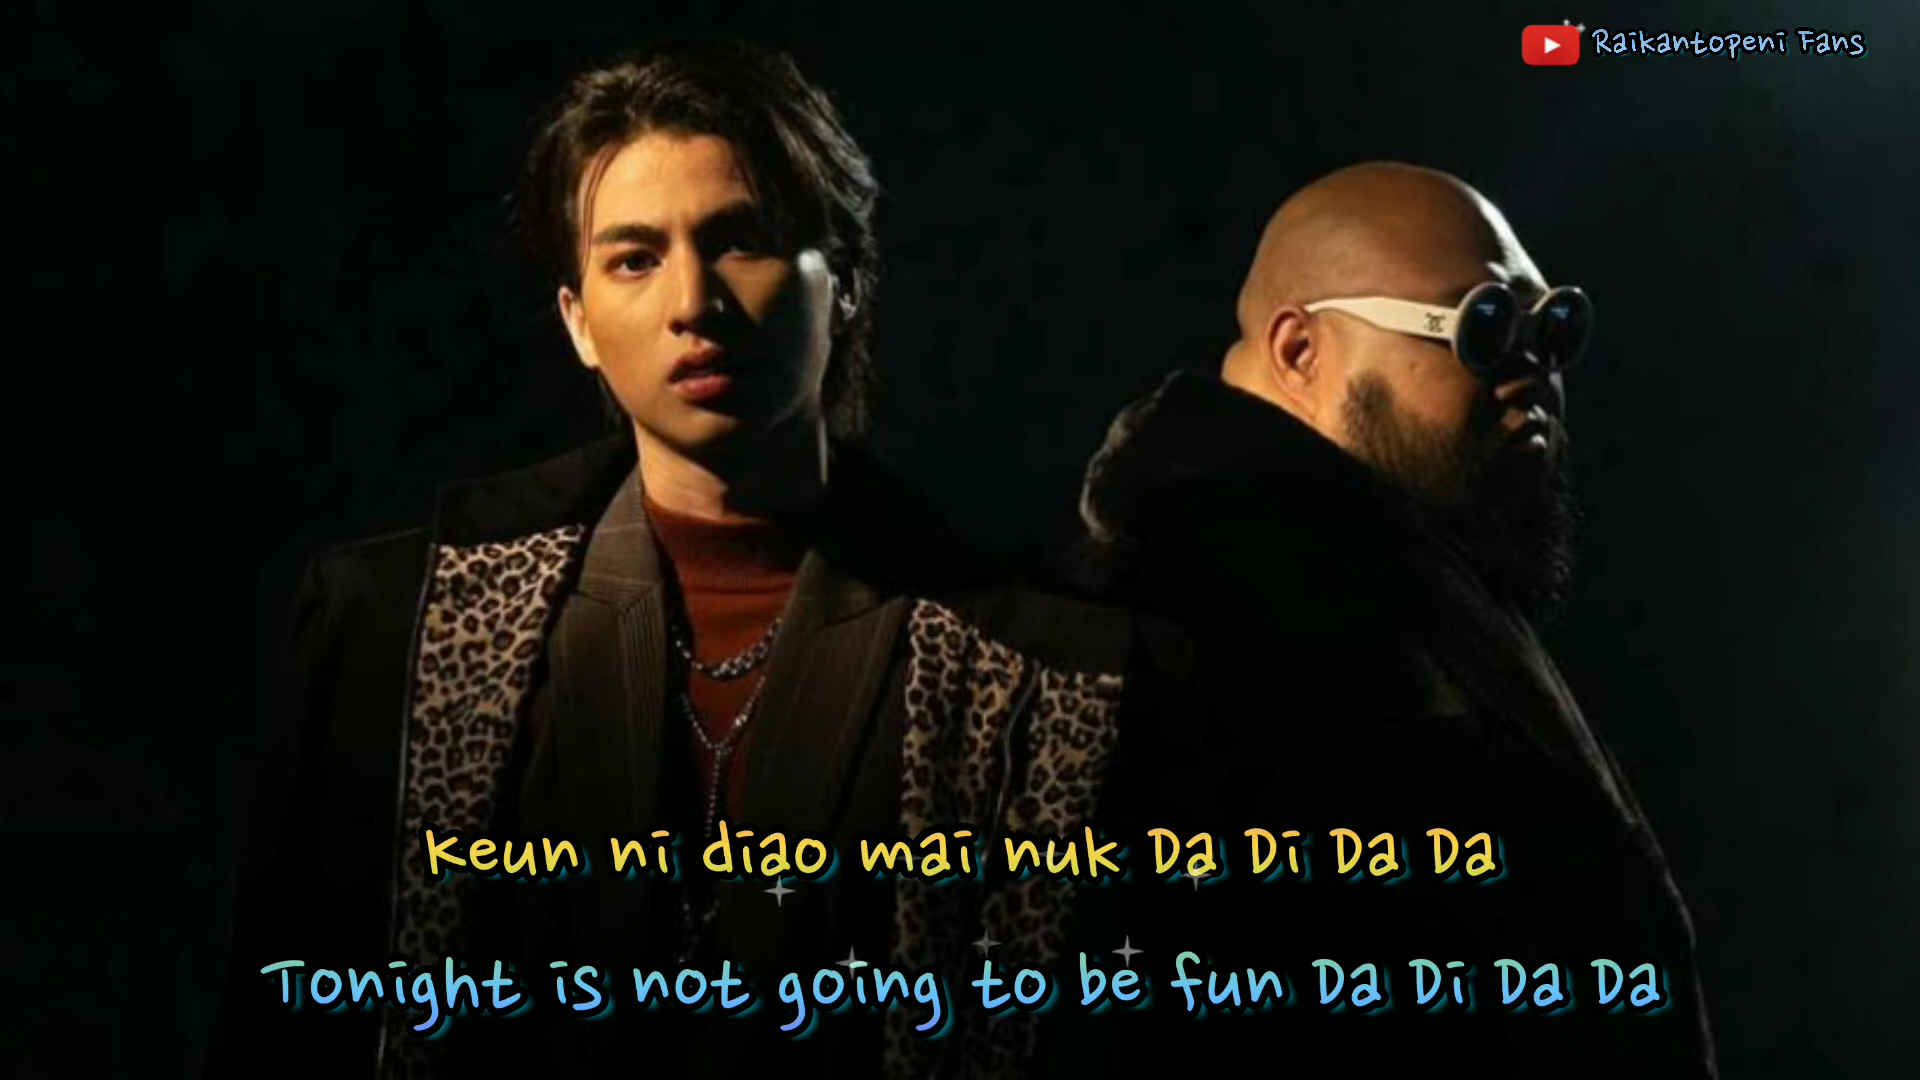 Raikantopeni Fans
Keun ni diao mai nuk Da Di Da Da
Tonight is not going to be fun Da Di Da Da